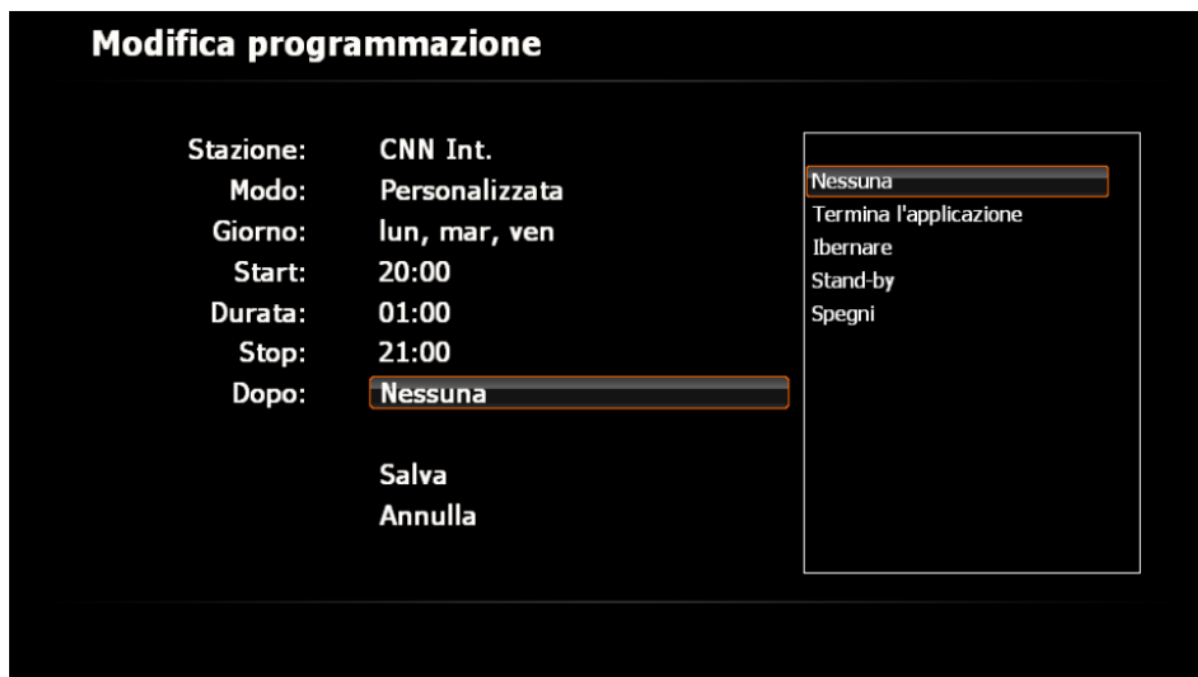 Modifica programmazione
Stazione: CNN Int.
Modo: Personalizzata
Giorno: lun, mar, ven
Start: 20:00
Durata: 01:00
Stop: 21:00
Dopo: Nessuna
Salva
Annulla
Nessuna
Termina l'applicazione
Ibernare
Stand-by
Spegni